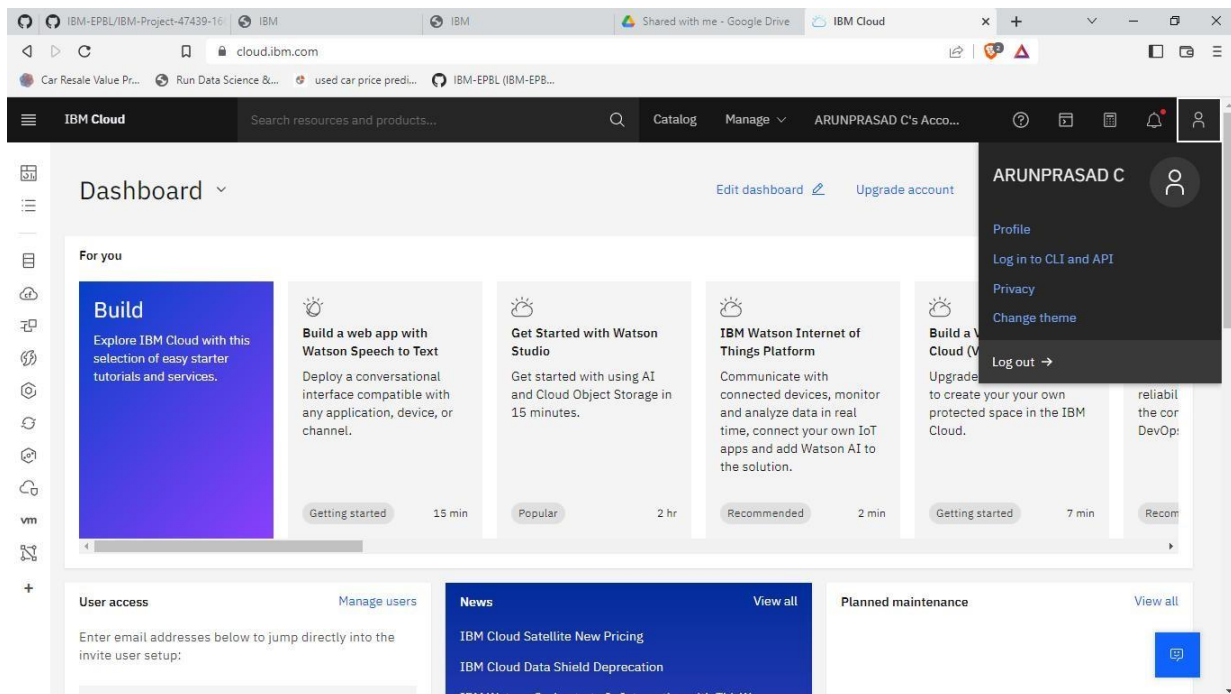 IBM-EPBL/IBM-Project-47439-16
IBM
IBM
Shared with me - Google Drive
IBM Cloud
cloud.ibm.com
Car Resale Value Pr...
Run Data Science &...
used car price predi...
IBM-EPBL (IBM-EPB...
IBM Cloud
Search resources and products...
Catalog
Manage
ARUNPRASAD C's Acco...
ARUNPRASAD C
Profile
Log in to CLI and API
Privacy
Change theme
Log out →
Dashboard
Edit dashboard
Upgrade account
For you
Build
Explore IBM Cloud with this
selection of easy starter
tutorials and services.
Build a web app with
Watson Speech to Text
Deploy a conversational
interface compatible with
any application, device, or
channel.
Getting started
15 min
Get Started with Watson
Studio
Get started with using AI
and Cloud Object Storage in
15 minutes.
Popular
2 hr
IBM Watson Internet of
Things Platform
Communicate with
connected devices, monitor
and analyze data in real
time, connect your own IoT
apps and add Watson AI to
the solution.
Recommended
2 min
Build a V
Cloud (V
Upgrade
to create your your own
protected space in the IBM
Cloud.
Getting started
7 min
reliabil
the cor
DevOp
Recom
vm
User access
Manage users
Enter email addresses below to jump directly into the
invite user setup:
News
View all
IBM Cloud Satellite New Pricing
IBM Cloud Data Shield Deprecation
Planned maintenance
View all